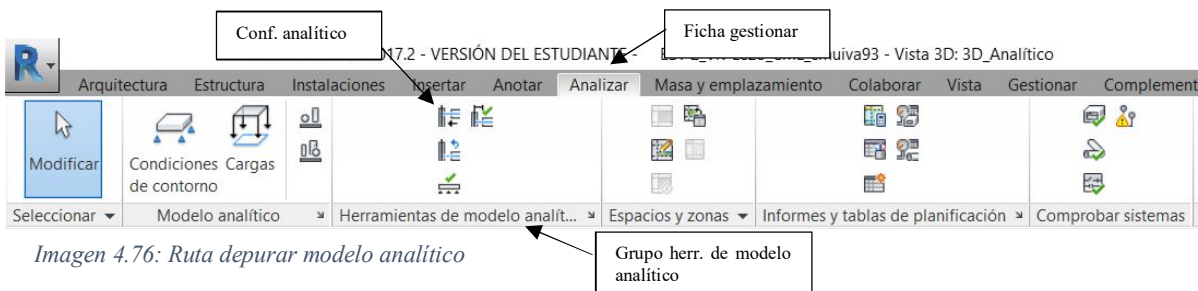 Conf. analítico
Ficha gestionar
17.2 - VERSIÓN DEL ESTUDIANTE - - Vista 3D: 3D_Analítico
Arquitectura Estructura Instalaciones Insertar Anotar Analizar Masa y emplazamiento Colaborar Vista Gestionar Complement
Modificar
Condiciones de contorno
Cargas
Seleccionar Modelo analítico Herramientas de modelo analít... Espacios y zonas Informes y tablas de planificación Comprobar sistemas
Imagen 4.76: Ruta depurar modelo analítico
Grupo herr. de modelo
analítico